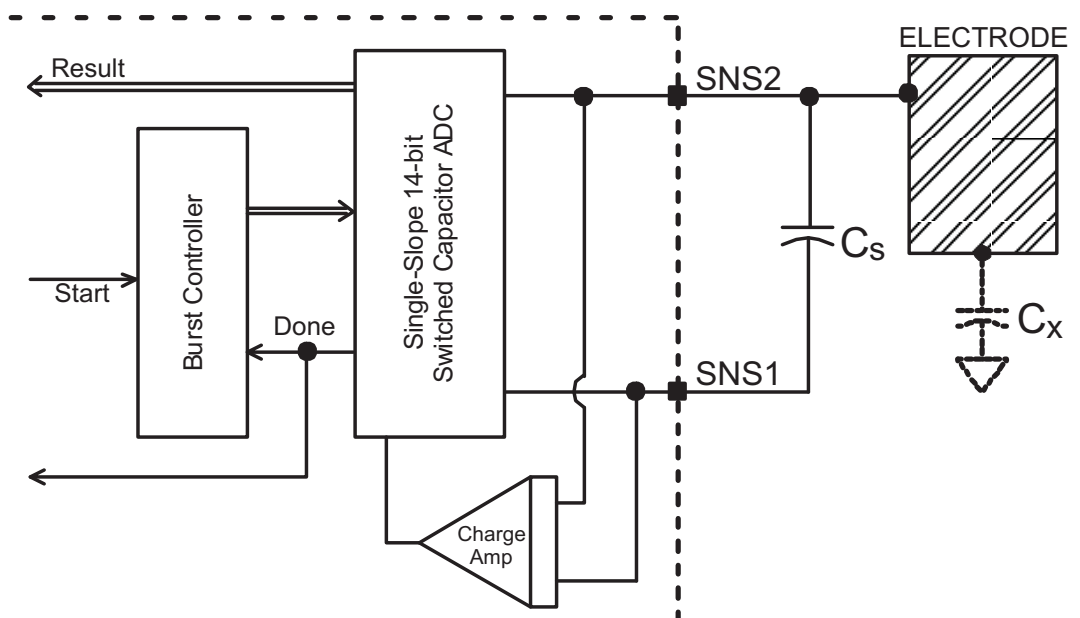 ELECTRODE
Result
SNS2
Single-Slope 14-bit
Switched Capacitor ADC
Burst Controller
Start
Done
Cs
Cx
SNS1
Charge
Amp